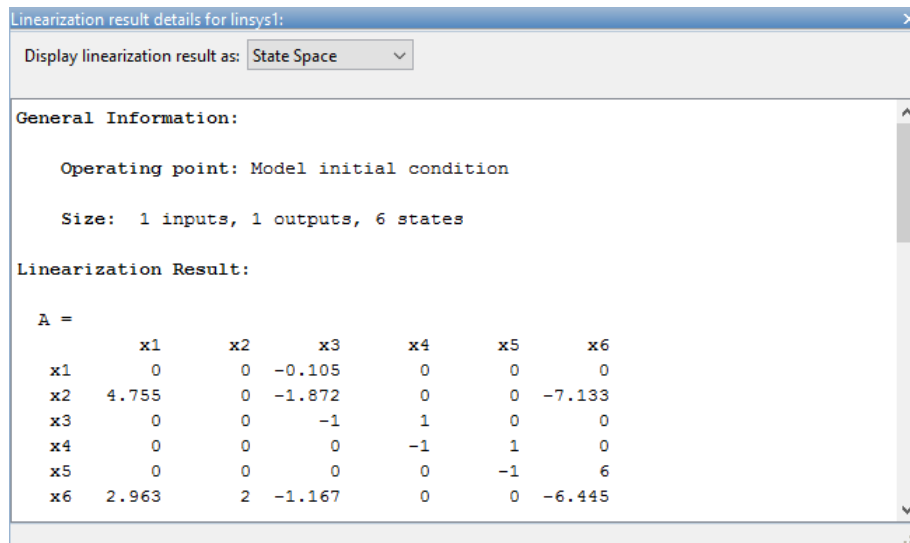 Linearization result details for linsys1:
Display linearization result as: State Space
General Information:
Operating point: Model initial condition
Size: 1 inputs, 1 outputs, 6 states
Linearization Result:
A =
x1 x2 x3 x4 x5 x6
x1 0 0 -0.105 0 0 0
x2 4.755 0 -1.872 0 0 -7.133
x3 0 0 -1 1 0 0
x4 0 0 0 -1 1 0
x5 0 0 0 0 -1 6
x6 2.963 2 -1.167 0 0 -6.445